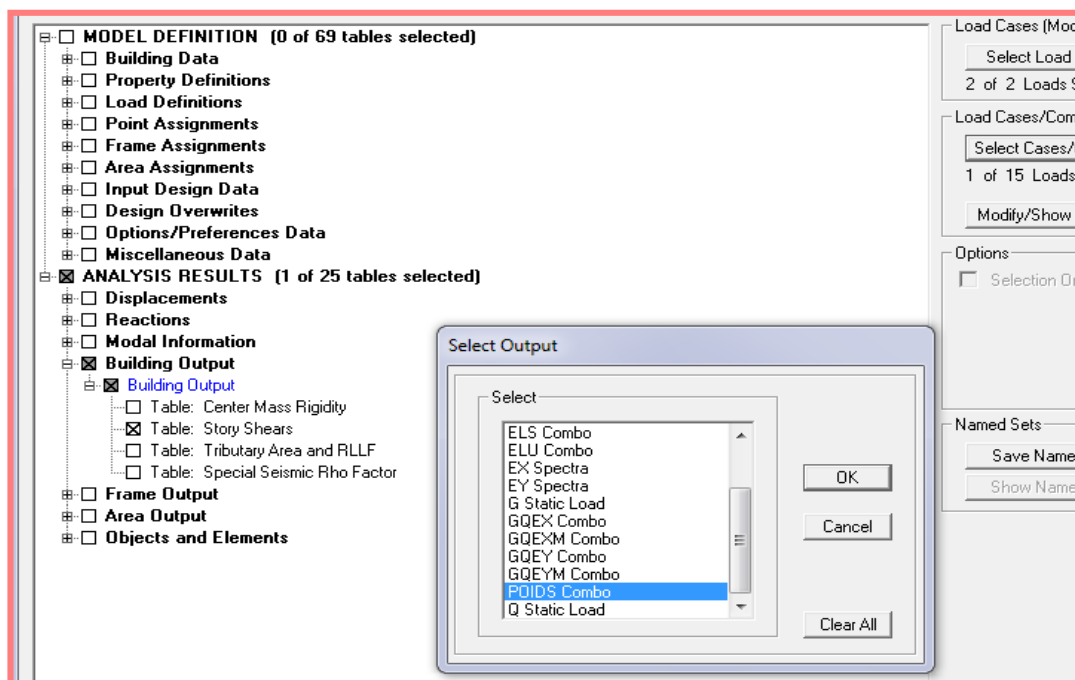 MODEL DEFINITION (0 of 69 tables selected)
Building Data
Property Definitions
Load Definitions
Point Assignments
Frame Assignments
Area Assignments
Input Design Data
Design Overwrites
Options/Preferences Data
Miscellaneous Data
ANALYSIS RESULTS (1 of 25 tables selected)
Displacements
Reactions
Modal Information
Building Output
Building Output
Table: Center Mass Rigidity
Table: Story Shears
Table: Tributary Area and RLLF
Table: Special Seismic Rho Factor
Frame Output
Area Output
Objects and Elements
Select Output
Select
ELS Combo
ELU Combo
EX Spectra
EY Spectra
G Static Load
GQEX Combo
GQEXM Combo
GQEY Combo
GQEYM Combo
POIDS Combo
Q Static Load
OK
Cancel
Clear All
Load Cases (Mod
Select Load
2 of 2 Loads S
Load Cases/Com
Select Cases/
1 of 15 Loads
Modify/Show
Options
Selection On
Named Sets
Save Name
Show Name